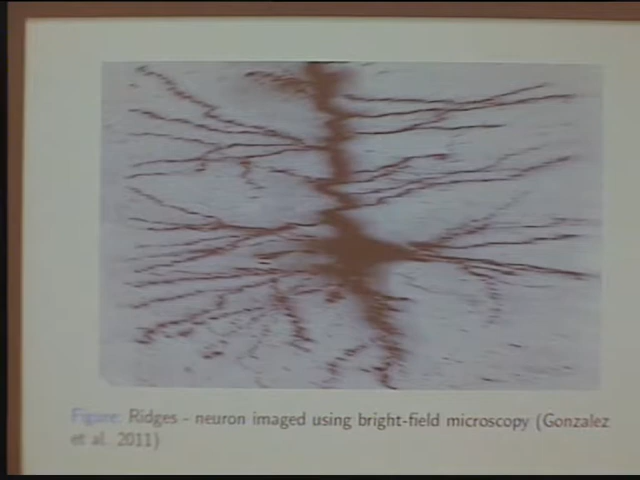 Figure: Ridges – neuron imaged using bright-field microscopy (Gonzalez
et al. 2011)